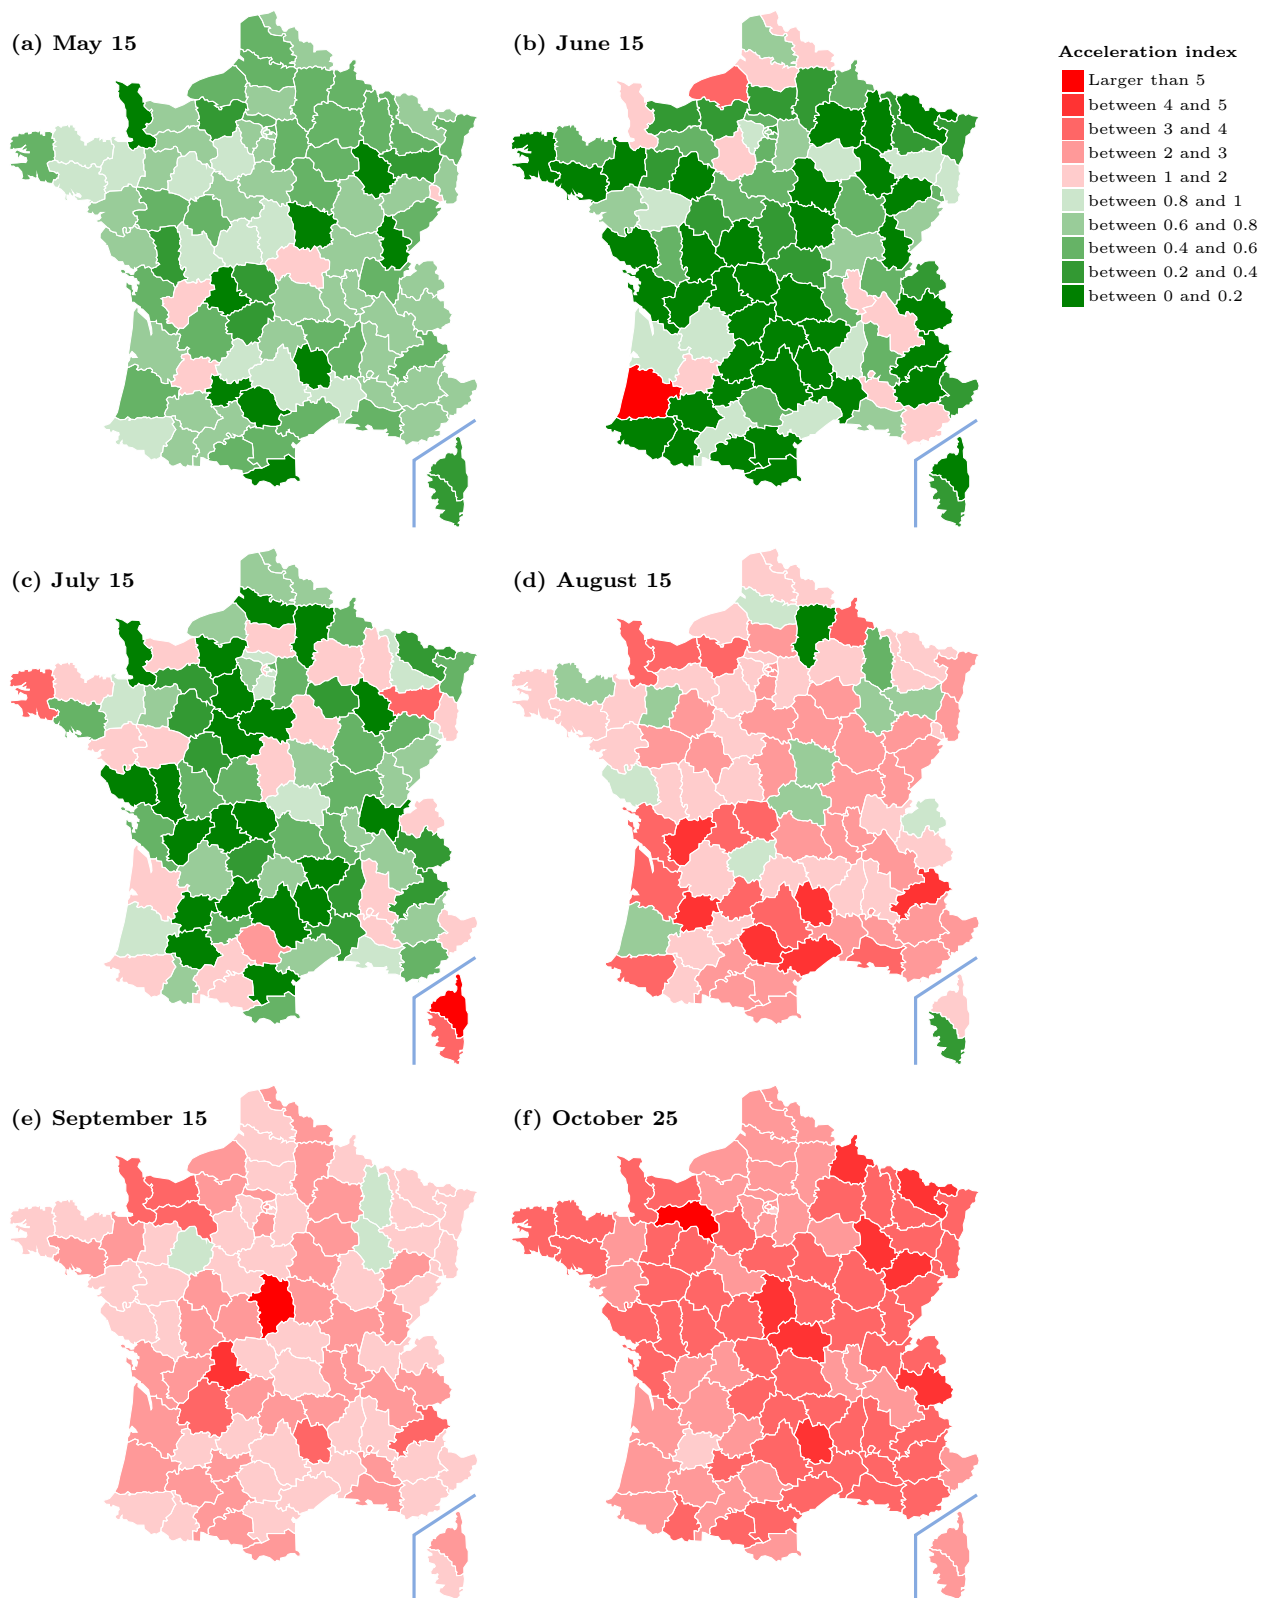 (a) May 15
(b) June 15
Acceleration index
Larger than 5
between 4 and 5
between 3 and 4
between 2 and 3
between 1 and 2
between 0.8 and 1
between 0.6 and 0.8
between 0.4 and 0.6
between 0.2 and 0.4
between 0 and 0.2
(c) July 15
(d) August 15
(e) September 15
(f) October 25